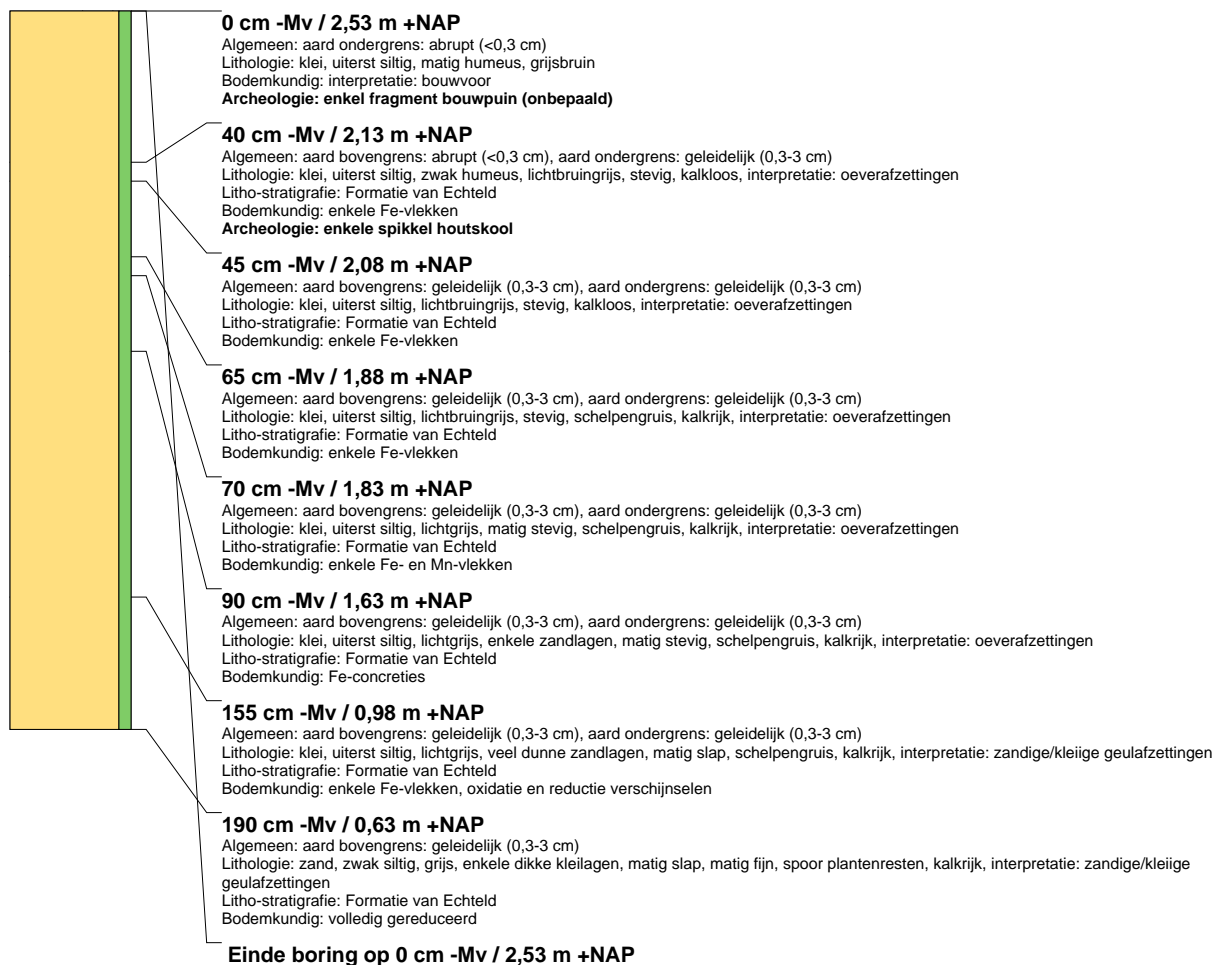 0 cm -Mv / 2,53 m +NAP
Algemeen: aard ondergrens: abrupt (<0,3 cm)
Lithologie: klei, uiterst siltig, matig humeus, grijsbruin
Bodemkundig: interpretatie: bouwvoor
Archeologie: enkel fragment bouwpuin (onbepaald)
40 cm -Mv / 2,13 m +NAP
Algemeen: aard bovengrens: abrupt (<0,3 cm), aard ondergrens: geleidelijk (0,3-3 cm)
Lithologie: klei, uiterst siltig, zwak humeus, lichtbruingrijs, stevig, kalkloos, interpretatie: oeverafzettingen
Litho-stratigrafie: Formatie van Echteld
Bodemkundig: enkele Fe-vlekken
Archeologie: enkele spikkel houtskool
45 cm -Mv / 2,08 m +NAP
Algemeen: aard bovengrens: geleidelijk (0,3-3 cm), aard ondergrens: geleidelijk (0,3-3 cm)
Lithologie: klei, uiterst siltig, lichtbruingrijs, stevig, kalkloos, interpretatie: oeverafzettingen
Litho-stratigrafie: Formatie van Echteld
Bodemkundig: enkele Fe-vlekken
65 cm -Mv / 1,88 m +NAP
Algemeen: aard bovengrens: geleidelijk (0,3-3 cm), aard ondergrens: geleidelijk (0,3-3 cm)
Lithologie: klei, uiterst siltig, lichtbruingrijs, stevig, schelpengruis, kalkrijk, interpretatie: oeverafzettingen
Litho-stratigrafie: Formatie van Echteld
Bodemkundig: enkele Fe-vlekken
70 cm -Mv / 1,83 m +NAP
Algemeen: aard bovengrens: geleidelijk (0,3-3 cm), aard ondergrens: geleidelijk (0,3-3 cm)
Lithologie: klei, uiterst siltig, lichtgrijs, matig stevig, schelpengruis, kalkrijk, interpretatie: oeverafzettingen
Litho-stratigrafie: Formatie van Echteld
Bodemkundig: enkele Fe- en Mn-vlekken
90 cm -Mv / 1,63 m +NAP
Algemeen: aard bovengrens: geleidelijk (0,3-3 cm), aard ondergrens: geleidelijk (0,3-3 cm)
Lithologie: klei, uiterst siltig, lichtgrijs, enkele zandlagen, matig stevig, schelpengruis, kalkrijk, interpretatie: oeverafzettingen
Litho-stratigrafie: Formatie van Echteld
Bodemkundig: Fe-concreties
155 cm -Mv / 0,98 m +NAP
Algemeen: aard bovengrens: geleidelijk (0,3-3 cm), aard ondergrens: geleidelijk (0,3-3 cm)
Lithologie: klei, uiterst siltig, lichtgrijs, veel dunne zandlagen, matig slap, schelpengruis, kalkrijk, interpretatie: zandige/kleiige geulafzettingen
Litho-stratigrafie: Formatie van Echteld
Bodemkundig: enkele Fe-vlekken, oxidatie en reductie verschijnselen
190 cm -Mv / 0,63 m +NAP
Algemeen: aard bovengrens: geleidelijk (0,3-3 cm)
Lithologie: zand, zwak siltig, grijs, enkele dikke kleilagen, matig slap, matig fijn, spoor plantenresten, kalkrijk, interpretatie: zandige/kleiige
geulafzettingen
Litho-stratigrafie: Formatie van Echteld
Bodemkundig: volledig gereduceerd
Einde boring op 0 cm -Mv / 2,53 m +NAP